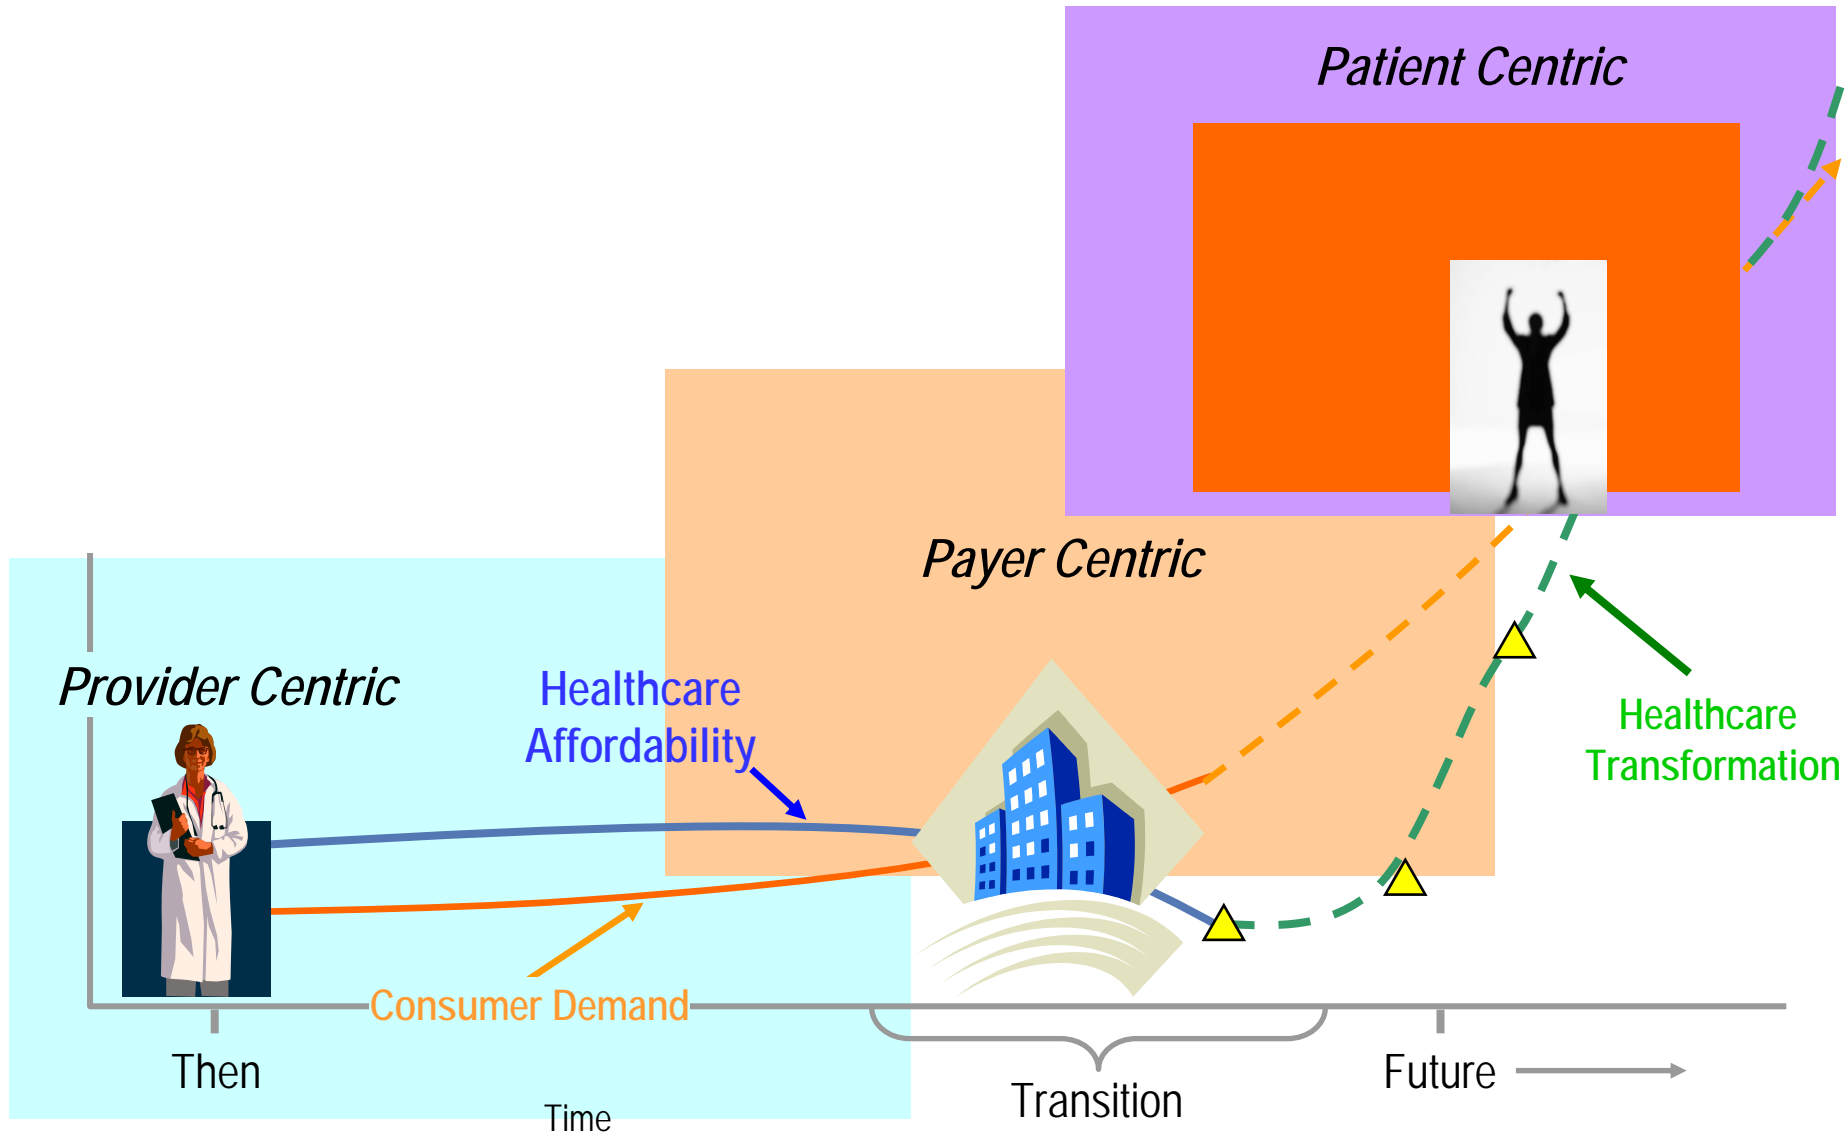 Patient Centric
Payer Centric
Provider Centric
Healthcare
Affordability
Healthcare
Transformation
Consumer Demand
Then
Transition
Future
Time